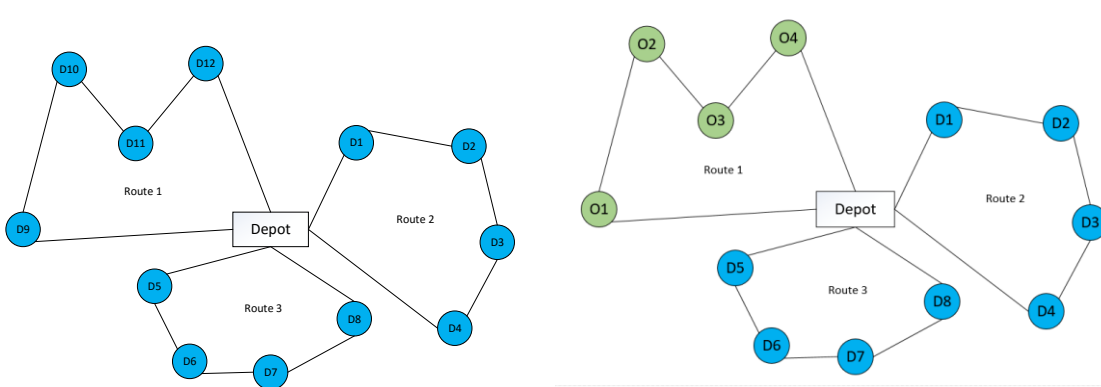 D10
D12
D11
D1
D2
Route 1
Route 2
D9
Depot
D3
D5
Route 3
D8
D4
D6
D7
O2
O4
O3
D1
D2
Route 1
Route 2
O1
Depot
D3
D5
Route 3
D8
D4
D6
D7